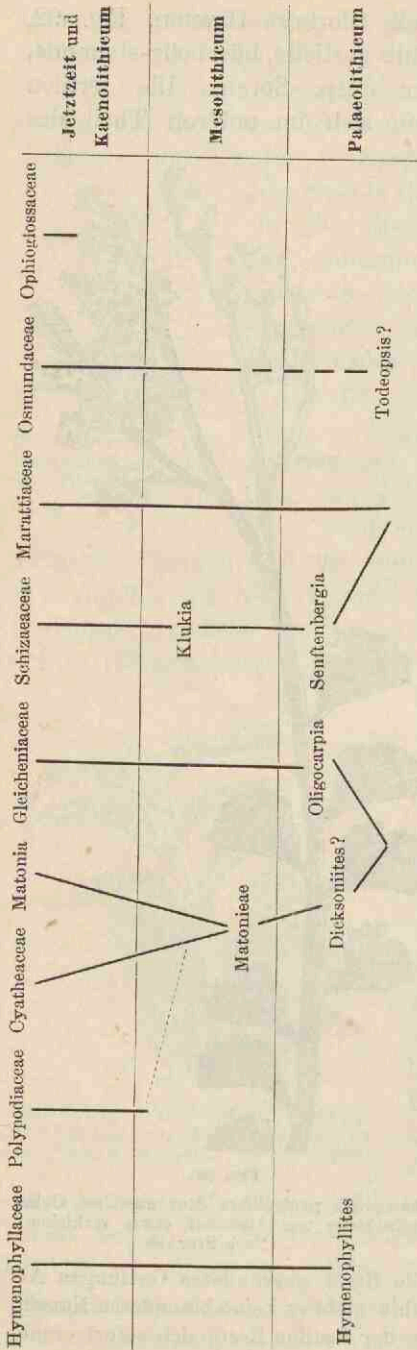 Hymenophyllaceae Polypodiaceae Cyatheaceae Matonia Gleicheniaceae Schizaeaceae Marattiaceae Osmundaceae Ophioglossaceae
Jetztzeit und
Kaenolithicum
Matonieae Klukia
Mesolithicum
Hymenophyllites Dicksoniites? Oligocarpia Senftenbergia Todeopsis?
Palaeolithicum